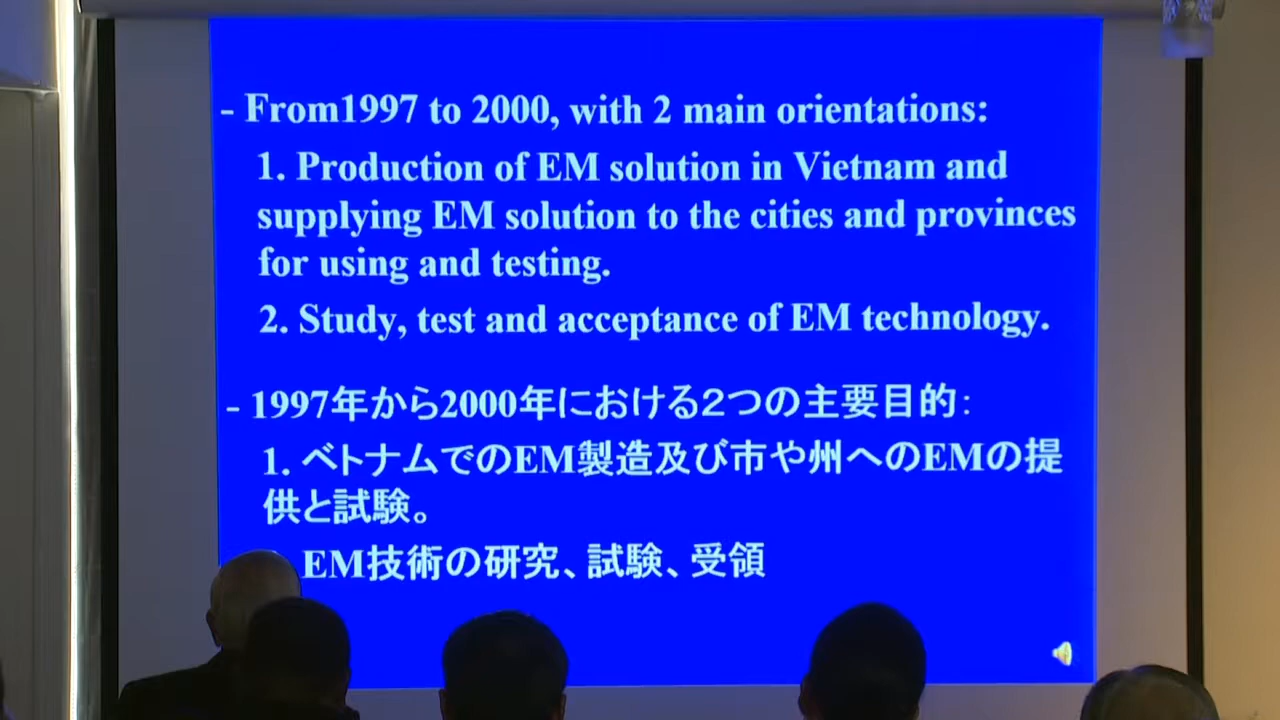 - From1997 to 2000, with 2 main orientations:
1. Production of EM solution in Vietnam and
supplying EM solution to the cities and provinces
for using and testing.
2. Study, test and acceptance of EM technology.
- 1997年から2000年における２つの主要目的:
1. ベトナムでのEM製造及び市や州へのEMの提
供と試験。
EM技術の研究、試験、受領